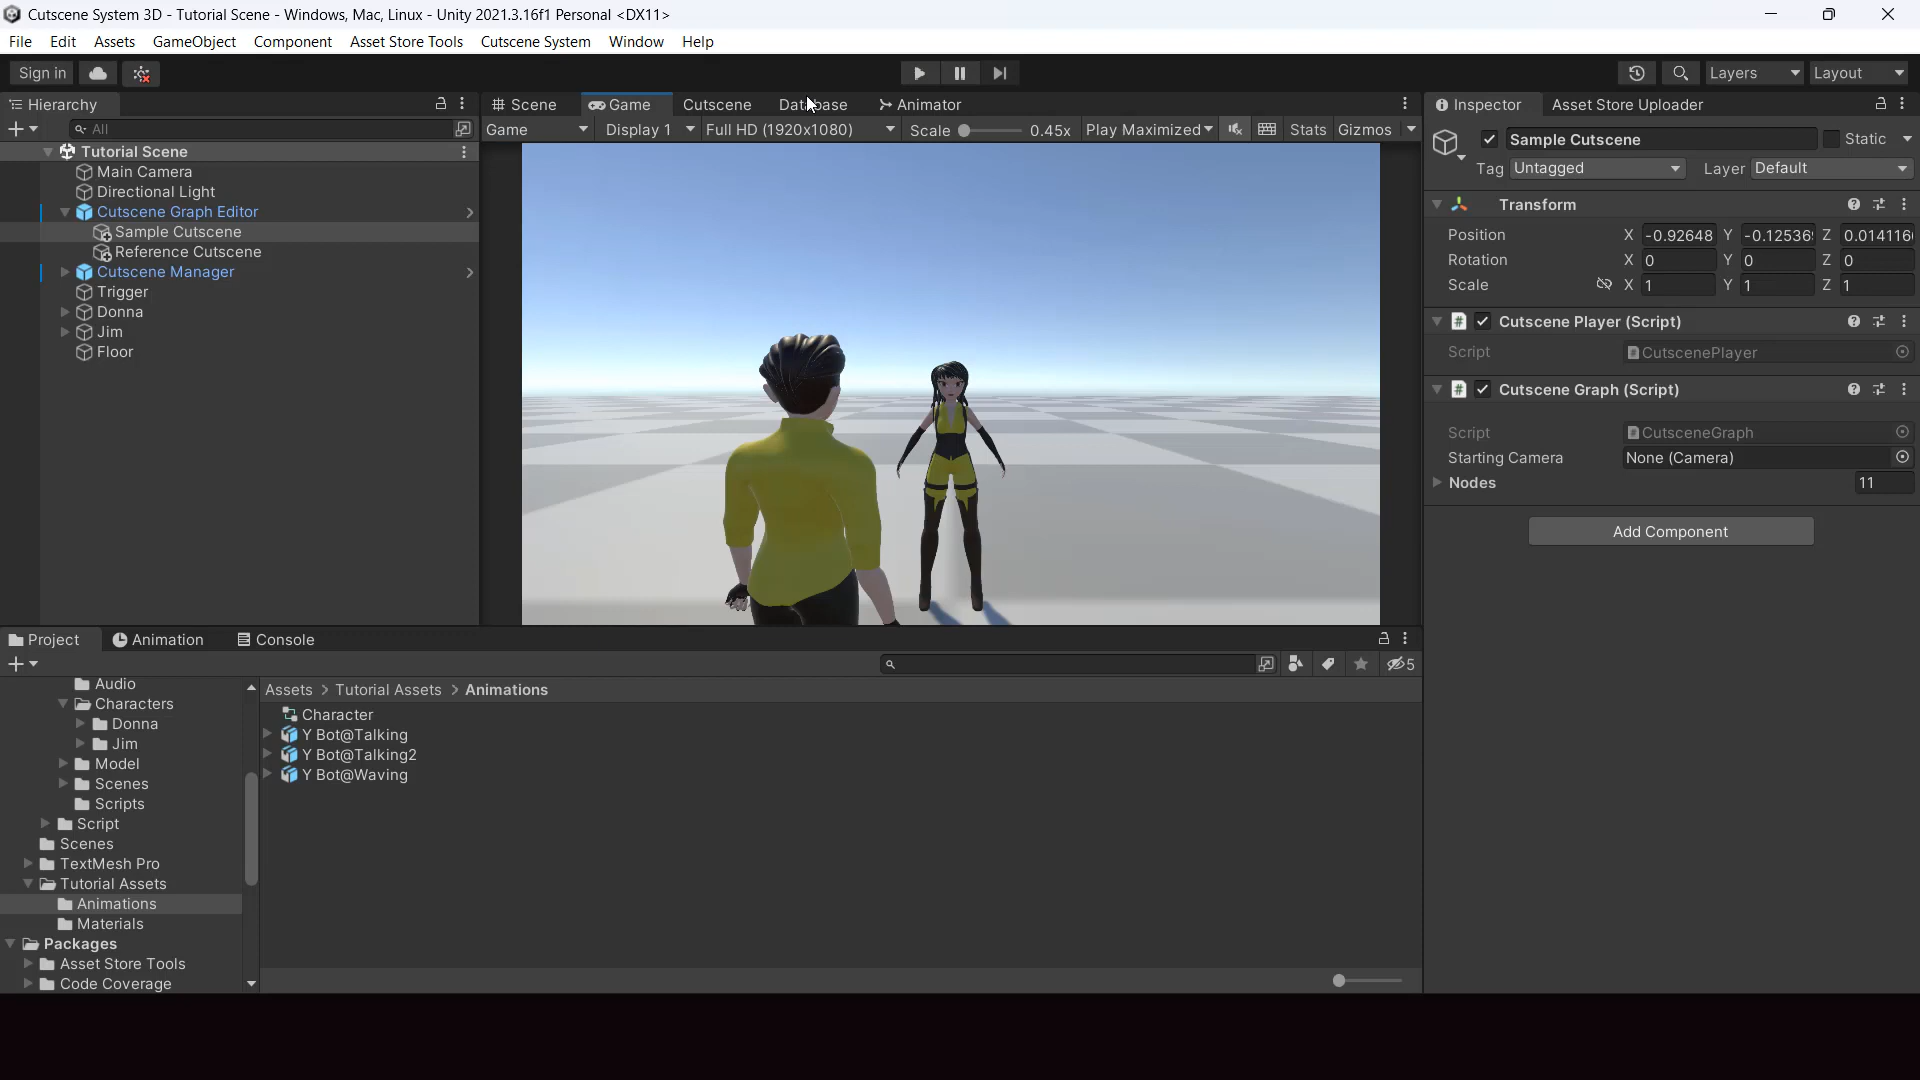 Cutscene System 3D - Tutorial Scene - Windows, Mac, Linux - Unity 2021.3.16f1 Personal <DX11>
File Edit Assets GameObject Component Asset Store Tools Cutscene System Window Help
Sign in Layers Layout
Hierarchy
All
Tutorial Scene
Main Camera
Directional Light
Cutscene Graph Editor
Sample Cutscene
Reference Cutscene
Cutscene Manager
Trigger
Donna
Jim
Floor
Scene Game Cutscene Database Animator
Game Display 1 Full HD (1920x1080) Scale 0.45x Play Maximized Stats Gizmos
Inspector Asset Store Uploader
Sample Cutscene Static
Tag Untagged Layer Default
Transform
Position X -0.92648 Y -0.12536 Z 0.014116
Rotation X 0 Y 0 Z 0
Scale X 1 Y 1 Z 1
Cutscene Player (Script)
Script # CutscenePlayer
Cutscene Graph (Script)
Script # CutsceneGraph
Starting Camera None (Camera)
Nodes 11
Add Component
Project Animation Console
5
Audio
Characters
Donna
Jim
Model
Scenes
Scripts
Script
Scenes
TextMesh Pro
Tutorial Assets
Animations
Materials
Packages
Asset Store Tools
Code Coverage
Assets > Tutorial Assets > Animations
Character
Y Bot@Talking
Y Bot@Talking2
Y Bot@Waving